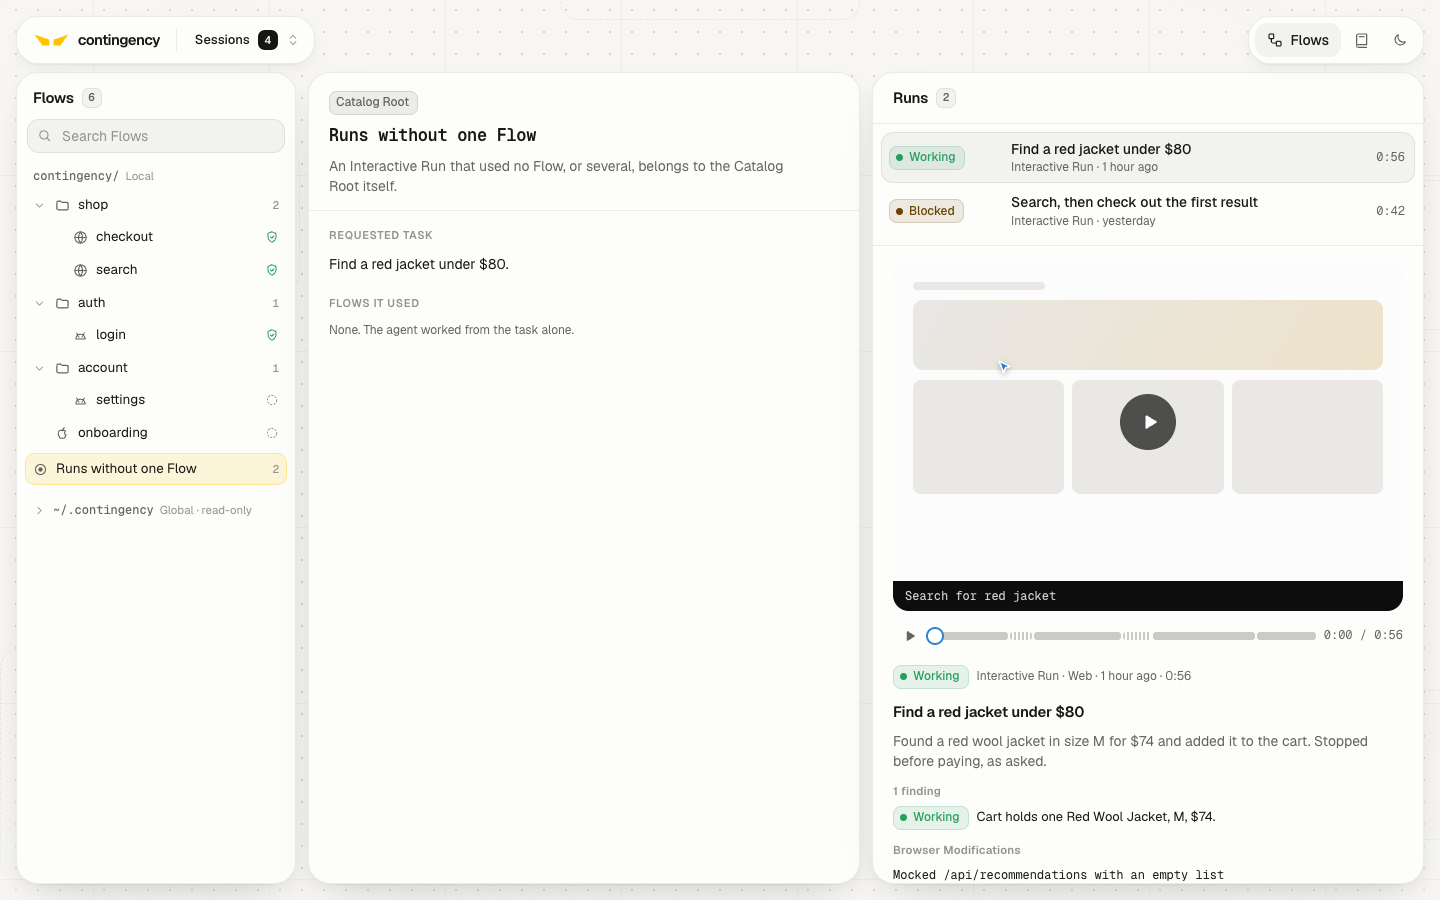 contingency
Sessions 4
Flows
Flows 6
Search Flows
contingency/ Local
shop 2
checkout
search
auth 1
login
account 1
settings
onboarding
Runs without one Flow 2
~/.contingency Global · read-only
Catalog Root
Runs without one Flow
An Interactive Run that used no Flow, or several, belongs to the Catalog
Root itself.
REQUESTED TASK
Find a red jacket under $80.
FLOWS IT USED
None. The agent worked from the task alone.
Runs 2
Working
Find a red jacket under $80
Interactive Run · 1 hour ago
0:56
Blocked
Search, then check out the first result
Interactive Run · yesterday
0:42
Search for red jacket
0:00 / 0:56
Working Interactive Run · Web · 1 hour ago · 0:56
Find a red jacket under $80
Found a red wool jacket in size M for $74 and added it to the cart. Stopped
before paying, as asked.
1 finding
Working Cart holds one Red Wool Jacket, M, $74.
Browser Modifications
Mocked /api/recommendations with an empty list